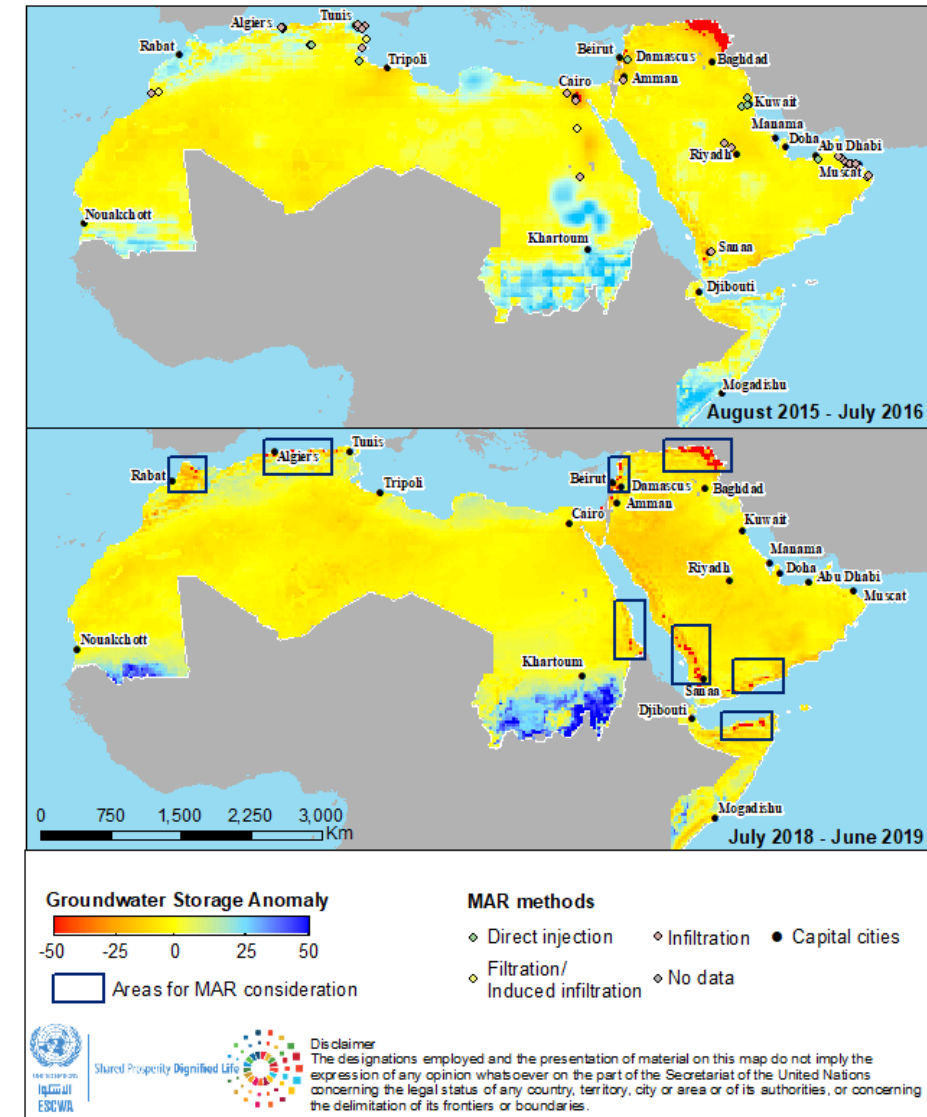 Algiers
Tunis
Rabat
Tripoli
Beirut
Damascus
Baghdad
Cairo
Amman
Kuwait
Manama
Doha
Abu Dhabi
Riyadh
Muscat
Nouakchott
Khartoum
Sanaa
Djibouti
Mogadishu
August 2015 - July 2016
Tunis
Algiers
Rabat
Beirut
Damascus
Baghdad
Tripoli
Amman
Cairo
Kuwait
Manama
Riyadh
Doha
Abu Dhabi
Muscat
Nouakchott
Khartoum
Sanaa
Djibouti
Mogadishu
0 750 1,500 2,250 3,000
Km
July 2018 - June 2019
Groundwater Storage Anomaly
-50 -25 0 25 50
Areas for MAR consideration
MAR methods
Direct injection
Infiltration
Capital cities
Filtration/
Induced infiltration
No data
UNITED NATIONS
الإسكوا
ESCWA
Shared Prosperity Dignified Life
Disclaimer
The designations employed and the presentation of material on this map do not imply the
expression of any opinion whatsoever on the part of the Secretariat of the United Nations
concerning the legal status of any country, territory, city or area or of its authorities, or concerning
the delimitation of its frontiers or boundaries.